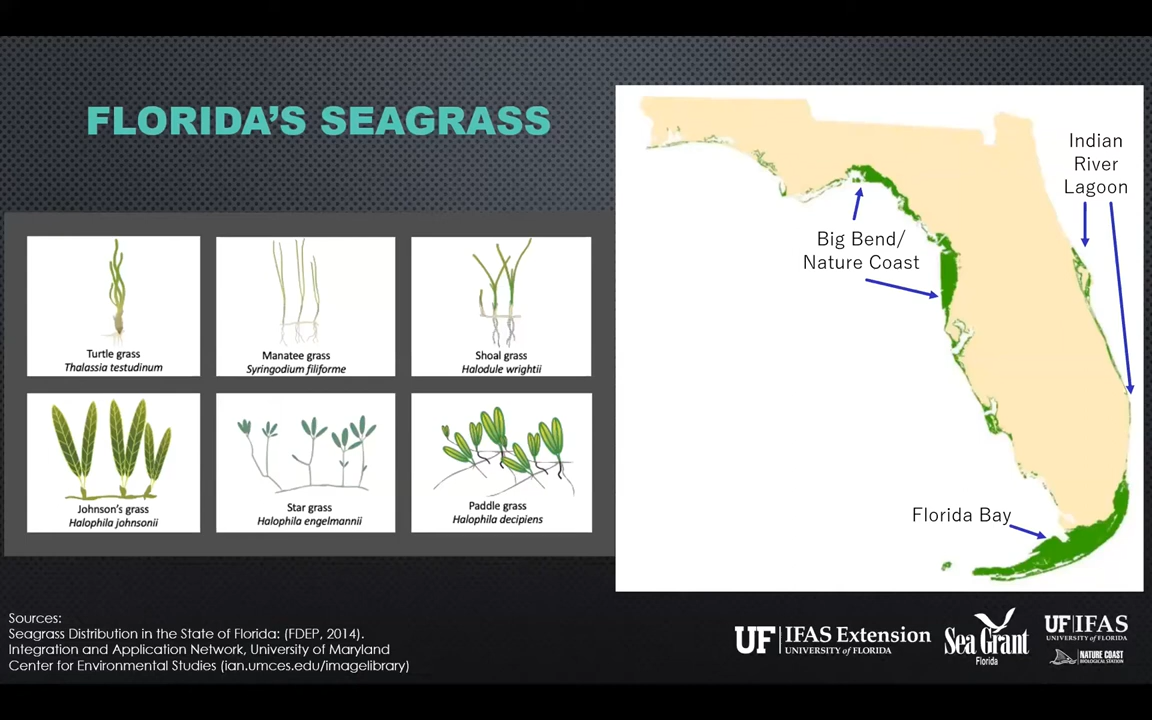 FLORIDA'S SEAGRASS
Turtle grass
Thalassia testudinum
Manatee grass
Syringodium filiforme
Shoal grass
Halodule wrightii
Johnson's grass
Halophila johnsonii
Star grass
Halophila engelmannii
Paddle grass
Halophila decipiens
Indian
River
Lagoon
Big Bend/
Nature Coast
Florida Bay
Sources:
Seagrass Distribution in the State of Florida: (FDEP, 2014).
Integration and Application Network, University of Maryland
Center for Environmental Studies (ian.umces.edu/imagelibrary)
UF IFAS Extension
UNIVERSITY of FLORIDA
Sea Grant
Florida
UF IFAS
UNIVERSITY of FLORIDA
NATURE COAST
BIOLOGICAL STATION